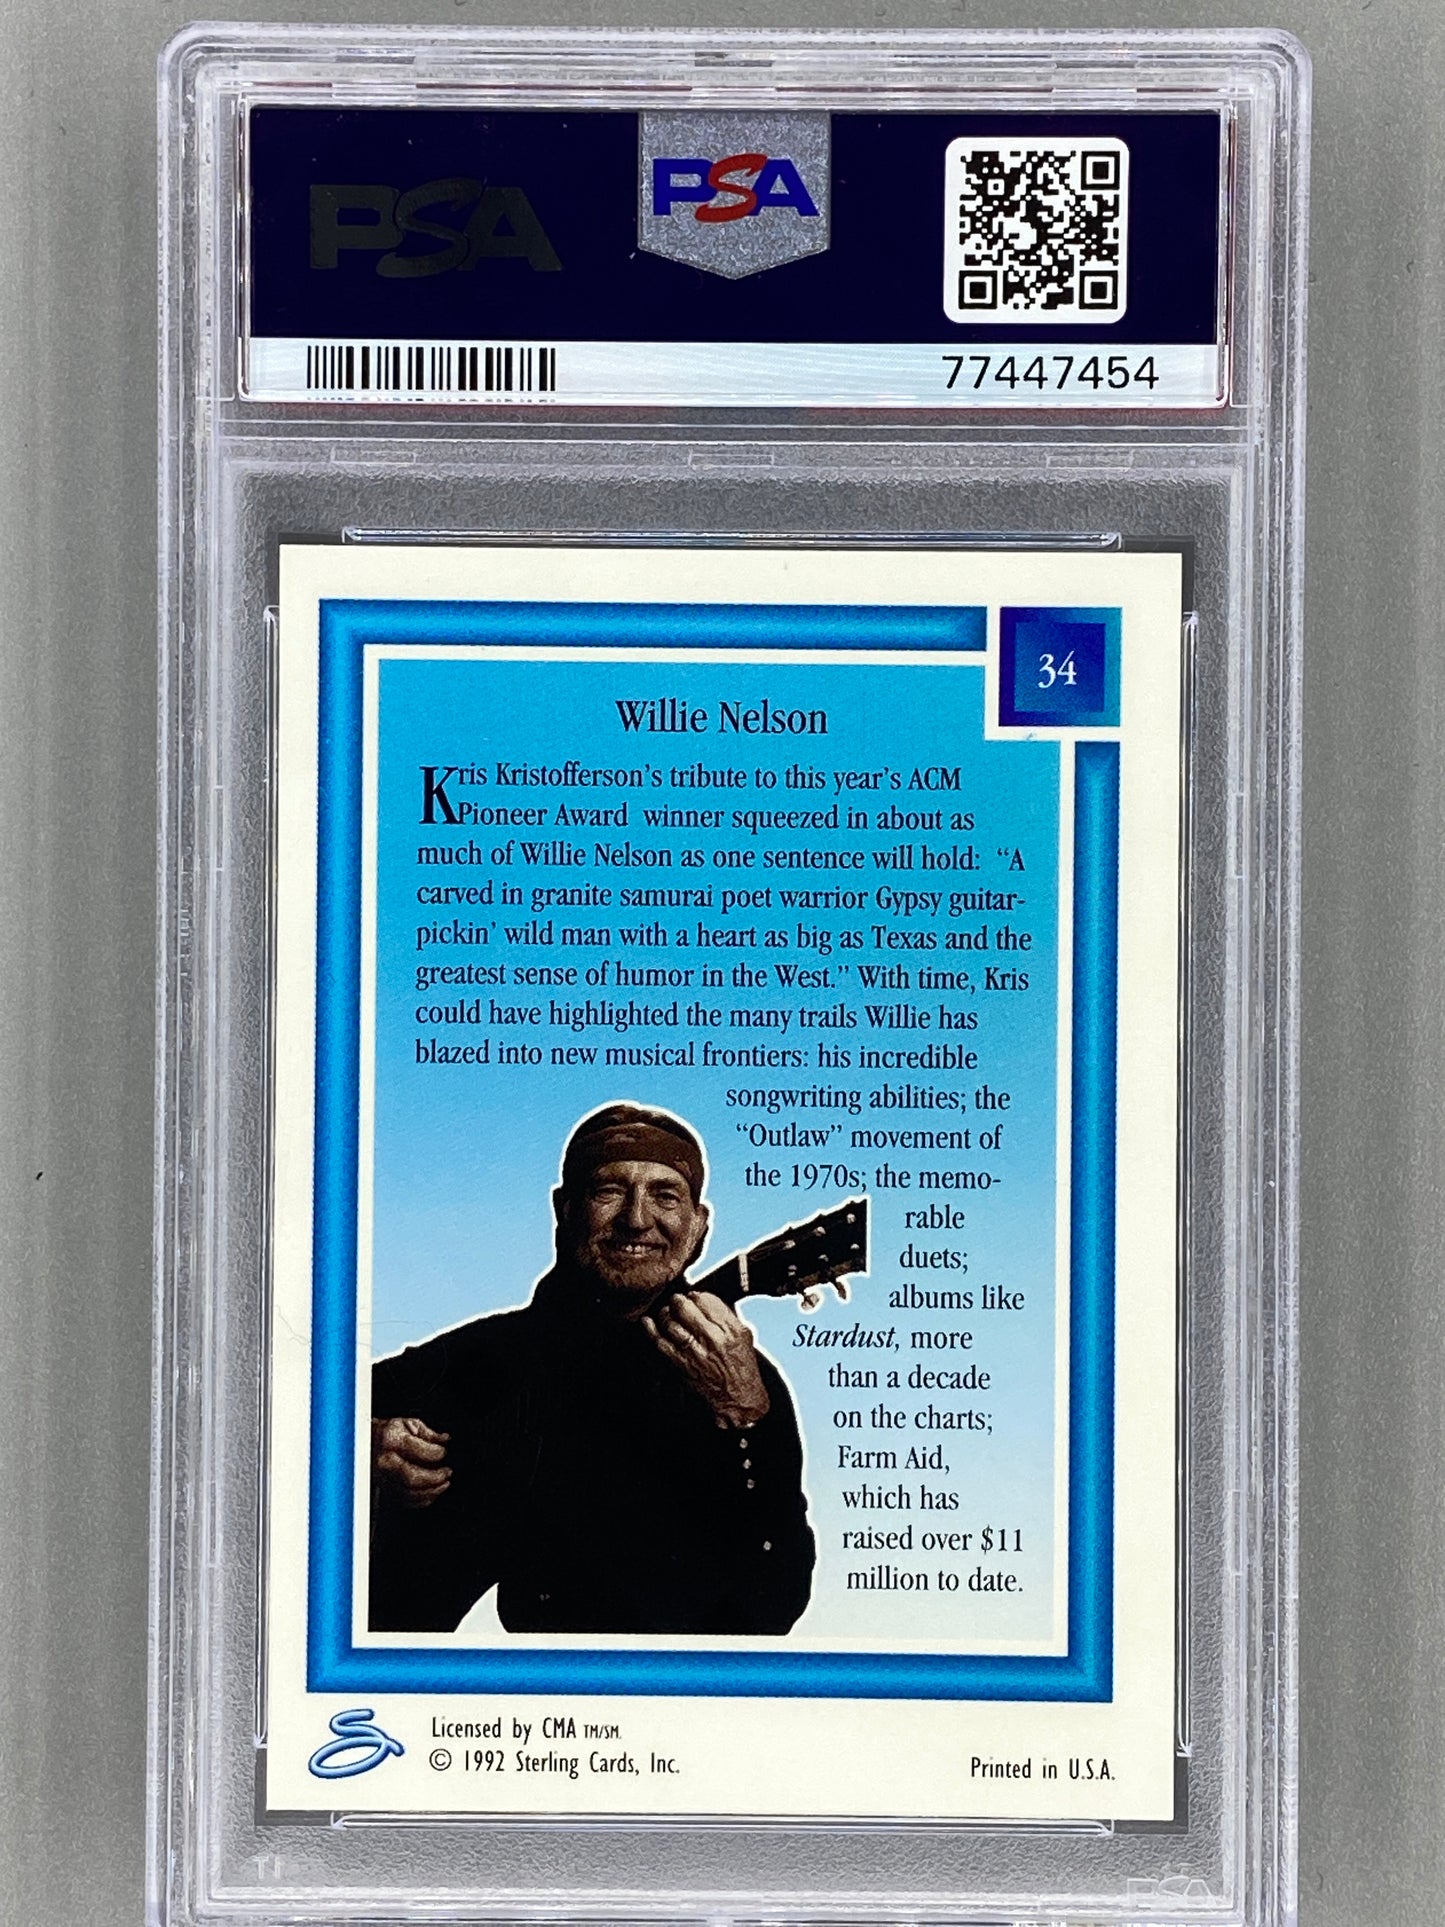 PSA
PSA
77447454
34
Willie Nelson
Kris Kristofferson's tribute to this year's ACM
Pioneer Award winner squeezed in about as
much of Willie Nelson as one sentence will hold: “A
carved in granite samurai poet warrior Gypsy guitar-
pickin’ wild man with a heart as big as Texas and the
greatest sense of humor in the West.” With time, Kris
could have highlighted the many trails Willie has
blazed into new musical frontiers: his incredible
songwriting abilities; the
“Outlaw” movement of
the 1970s; the memo-
rable
duets;
albums like
Stardust, more
than a decade
on the charts;
Farm Aid,
which has
raised over $11
million to date.
Licensed by CMA TM/SM.
© 1992 Sterling Cards, Inc.
Printed in U.S.A.
PSA